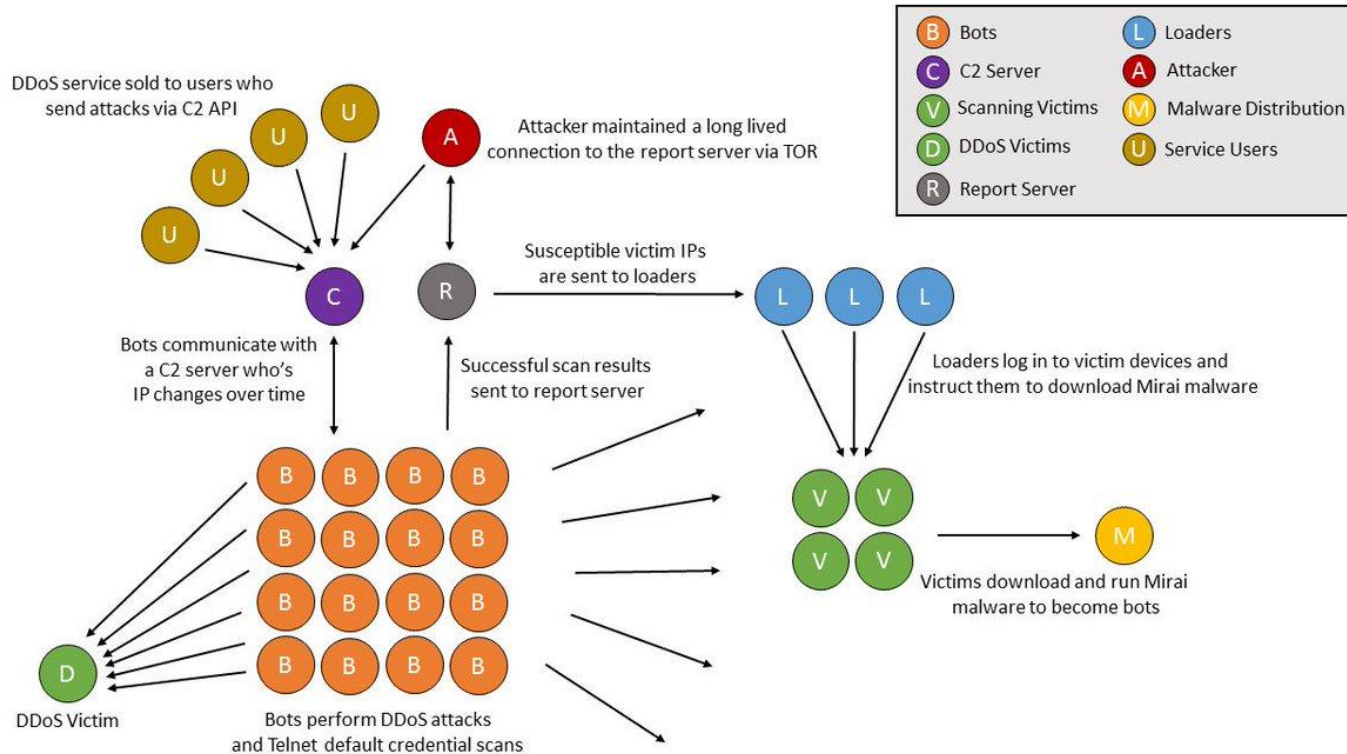 B Bots
L Loaders
C C2 Server
A Attacker
V Scanning Victims
M Malware Distribution
D DDoS Victims
U Service Users
R Report Server
DDoS service sold to users who
send attacks via C2 API
U
U
U
U
A
Attacker maintained a long lived
connection to the report server via TOR
C
R
Susceptible victim IPs
are sent to loaders
L L L
Bots communicate with
a C2 server who's
IP changes over time
Successful scan results
sent to report server
Loaders log in to victim devices and
instruct them to download Mirai malware
B B B B
B B B B
B B B B
B B B B
V V
V V
M
Victims download and run Mirai
malware to become bots
D
DDoS Victim
Bots perform DDoS attacks
and Telnet default credential scans